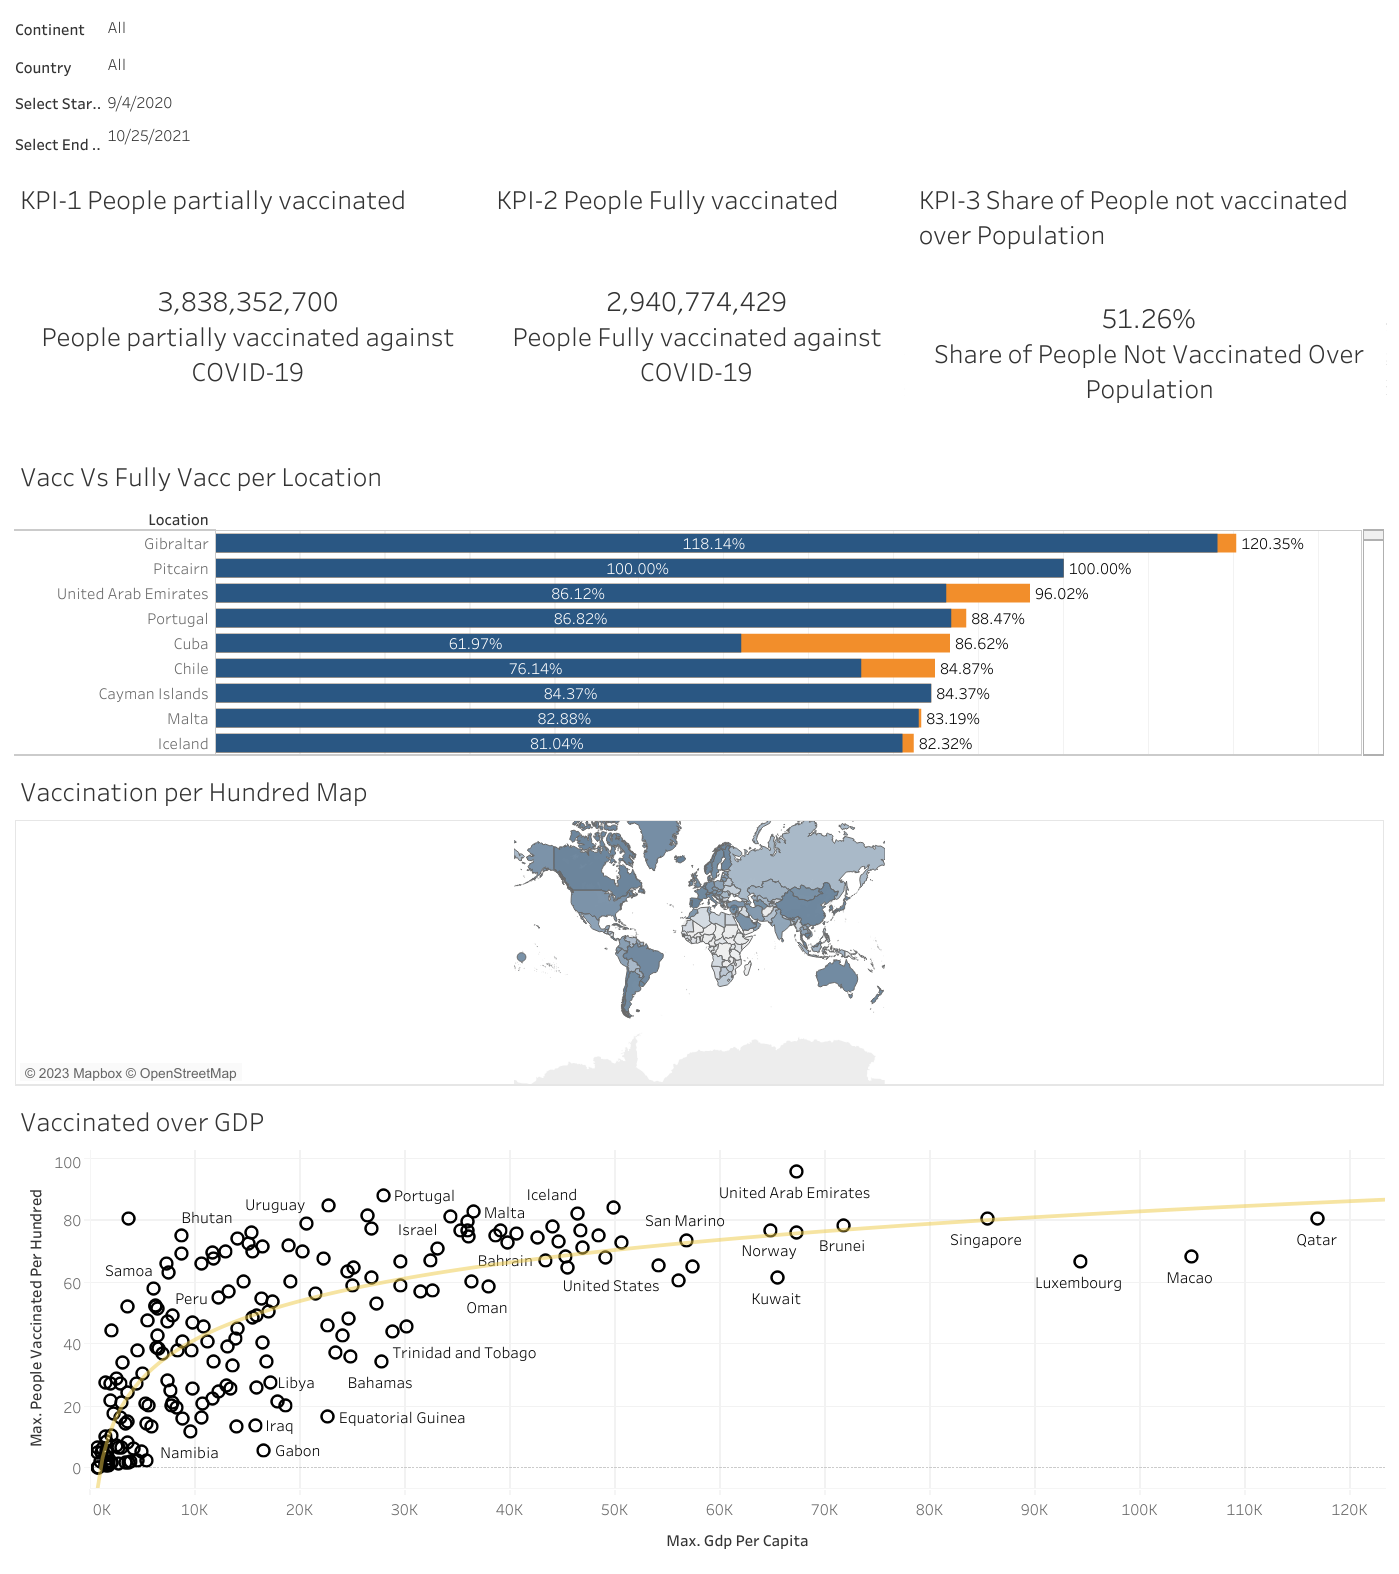 Continent All
Country All
Select Star.. 9/4/2020
Select End .. 10/25/2021
KPI-1 People partially vaccinated
3,838,352,700
People partially vaccinated against
COVID-19
KPI-2 People Fully vaccinated
2,940,774,429
People Fully vaccinated against
COVID-19
KPI-3 Share of People not vaccinated
over Population
51.26%
Share of People Not Vaccinated Over
Population
Vacc Vs Fully Vacc per Location
Location
Gibraltar 118.14% 120.35%
Pitcairn 100.00% 100.00%
United Arab Emirates 86.12% 96.02%
Portugal 86.82% 88.47%
Cuba 61.97% 86.62%
Chile 76.14% 84.87%
Cayman Islands 84.37% 84.37%
Malta 82.88% 83.19%
Iceland 81.04% 82.32%
Vaccination per Hundred Map
© 2023 Mapbox © OpenStreetMap
Vaccinated over GDP
Max. People Vaccinated Per Hundred
100
80
60
40
20
0
United Arab Emirates
Portugal
Iceland
Uruguay
Malta
Bhutan
San Marino
Israel
Norway
Brunei
Singapore
Qatar
Bahrain
Samoa
United States
Luxembourg
Macao
Peru
Kuwait
Oman
Trinidad and Tobago
Libya
Bahamas
Equatorial Guinea
Iraq
Namibia
Gabon
0K 10K 20K 30K 40K 50K 60K 70K 80K 90K 100K 110K 120K
Max. Gdp Per Capita